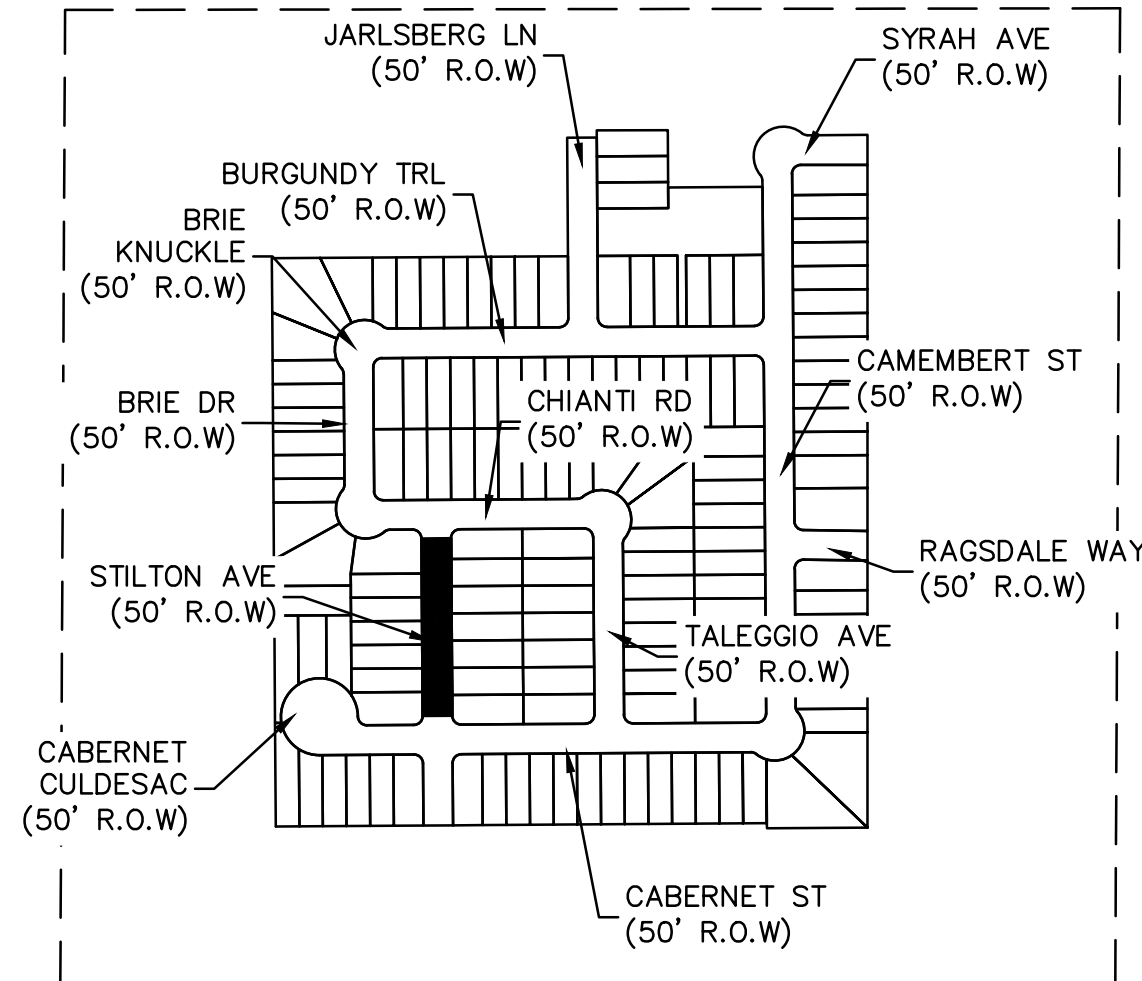 JARLSBERG LN
(50' R.O.W)
SYRAH AVE
(50' R.O.W)
BURGUNDY TRL
(50' R.O.W)
BRIE
KNUCKLE
(50' R.O.W)
CAMEMBERT ST
(50' R.O.W)
BRIE DR
(50' R.O.W)
CHIANTI RD
(50' R.O.W)
STILTON AVE
(50' R.O.W)
RAGSDALE WAY
(50' R.O.W)
TALEGGIO AVE
(50' R.O.W)
CABERNET
CULDESAC
(50' R.O.W)
CABERNET ST
(50' R.O.W)